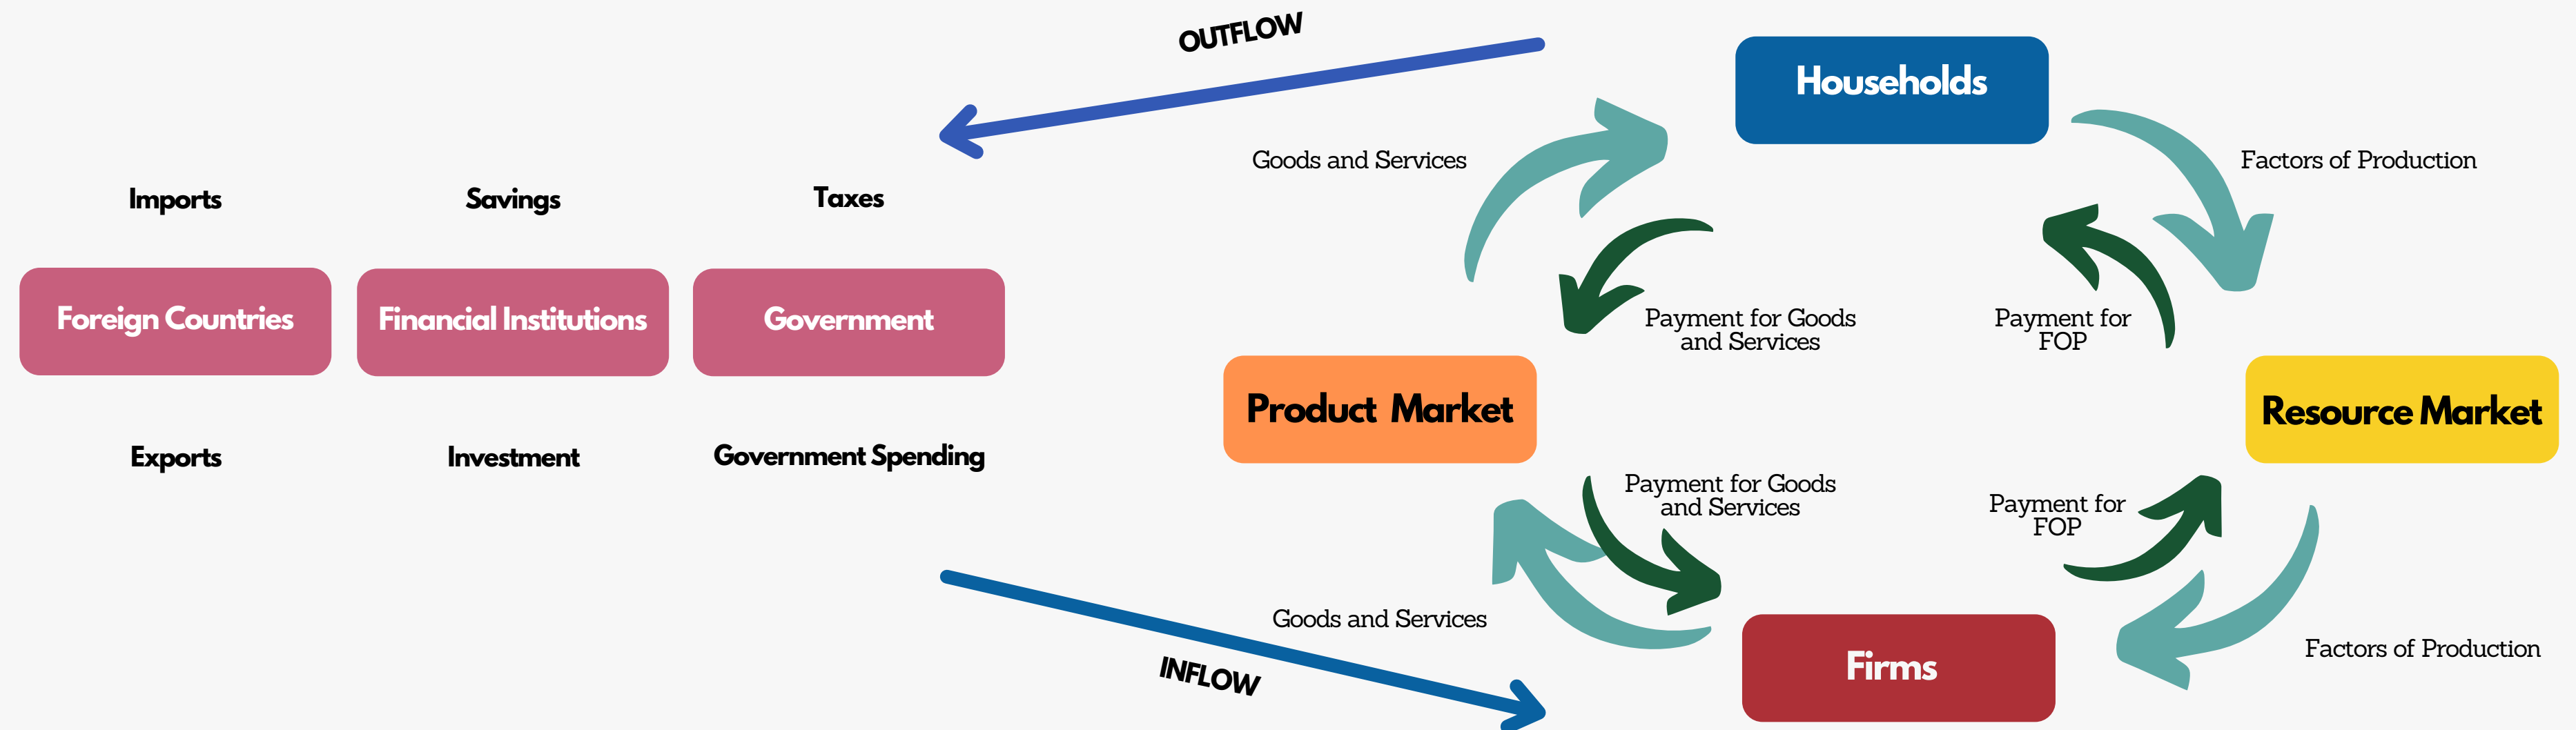 OUTFLOW
Households
Goods and Services
Factors of Production
Imports
Savings
Taxes
Foreign Countries
Financial Institutions
Government
Payment for Goods
and Services
Payment for
FOP
Product Market
Resource Market
Exports
Investment
Government Spending
Payment for Goods
and Services
Payment for
FOP
Goods and Services
Factors of Production
INFLOW
Firms